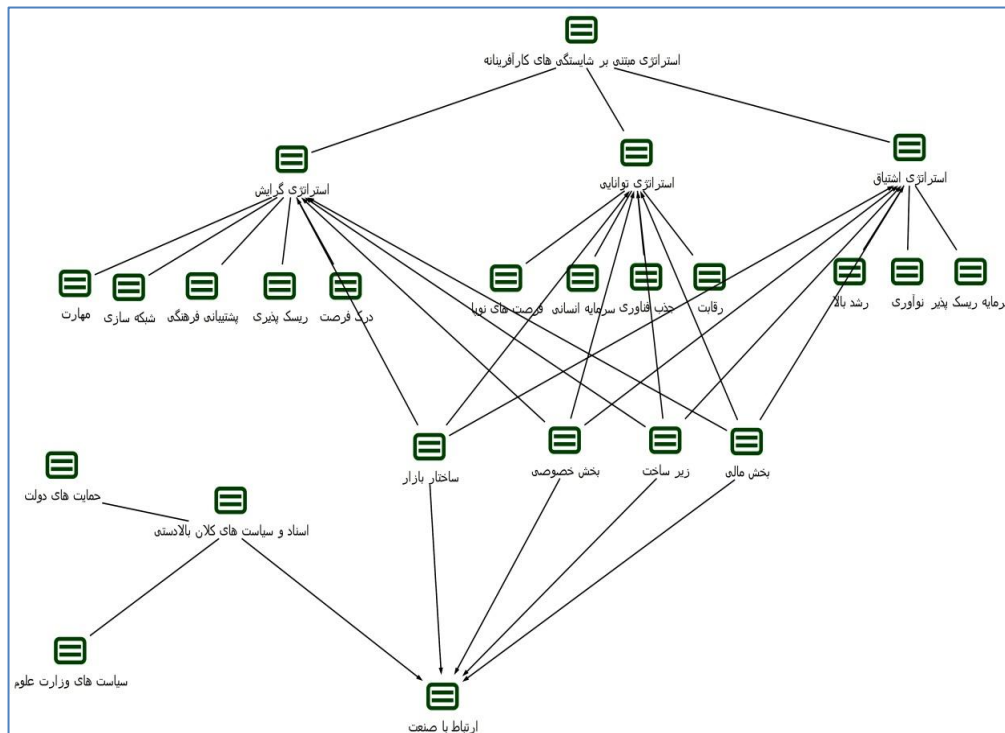 استراتژی مبتنی بر شایستگی های کارآفرینانه
استراتژی اشتیاق
استراتژی توانایی
استراتژی گرایش
سرمایه ریسک پذیر
نوآوری
رشد بالا
رقابت
جذب فناوری
سرمایه انسانی
فرصت های نوپا
درک فرصت
ریسک پذیری
پشتیبانی فرهنگی
شبکه سازی
مهارت
بخش مالی
زیر ساخت
بخش خصوصی
ساختار بازار
حمایت های دولت
اسناد و سیاست های کلان بالادستی
سیاست های وزارت علوم
ارتباط با صنعت